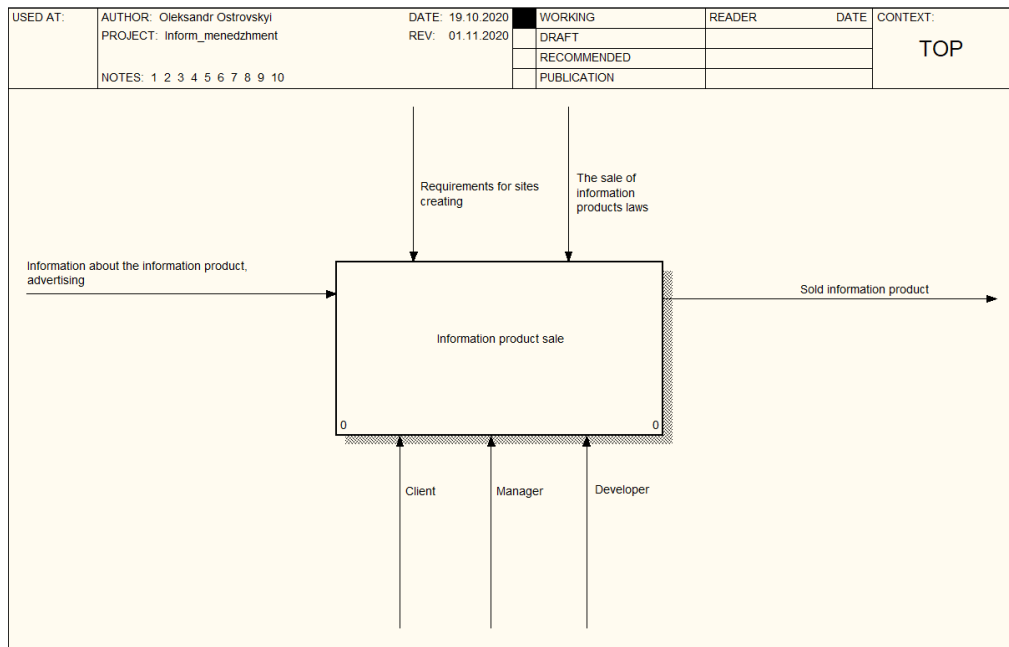 USED AT:
AUTHOR: Oleksandr Ostrovskyi
DATE: 19.10.2020
PROJECT: Inform_menedzhment
REV: 01.11.2020
NOTES: 1 2 3 4 5 6 7 8 9 10
WORKING
DRAFT
RECOMMENDED
PUBLICATION
READER
DATE
CONTEXT:
TOP
Requirements for sites
creating
The sale of
information
products laws
Information about the information product,
advertising
Sold information product
Information product sale
0
0
Client
Manager
Developer